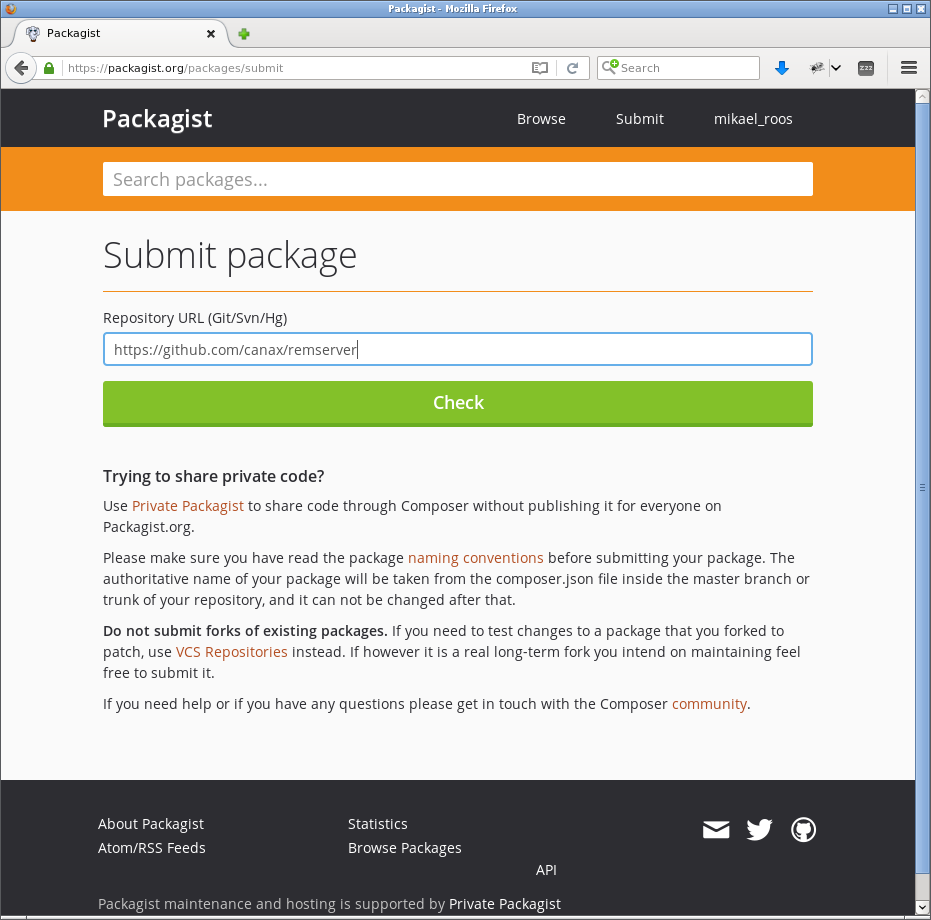 Packagist - Mozilla Firefox
Packagist
https://packagist.org/packages/submit
Search
zzz
Packagist
Browse
Submit
mikael_roos
Search packages...
Submit package
Repository URL (Git/Svn/Hg)
https://github.com/canax/remserver
Check
Trying to share private code?
Use Private Packagist to share code through Composer without publishing it for everyone on
Packagist.org.
Please make sure you have read the package naming conventions before submitting your package. The
authoritative name of your package will be taken from the composer.json file inside the master branch or
trunk of your repository, and it can not be changed after that.
Do not submit forks of existing packages. If you need to test changes to a package that you forked to
patch, use VCS Repositories instead. If however it is a real long-term fork you intend on maintaining feel
free to submit it.
If you need help or if you have any questions please get in touch with the Composer community.
About Packagist
Statistics
Atom/RSS Feeds
Browse Packages
API
Packagist maintenance and hosting is supported by Private Packagist